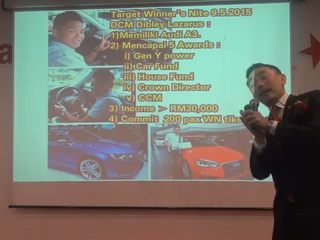 Target Winner's Nite 9.5.2015
DCM Dibley Lazarus :
1)Memiliki Audi A3.
2) Mencapai 5 Awards :
i) Gen Y power
ii) Car Fund
iii) House Fund
iv) Crown Director
v) CCM
3) Income > RM30,000
4) Commit 200 pax WN tiket